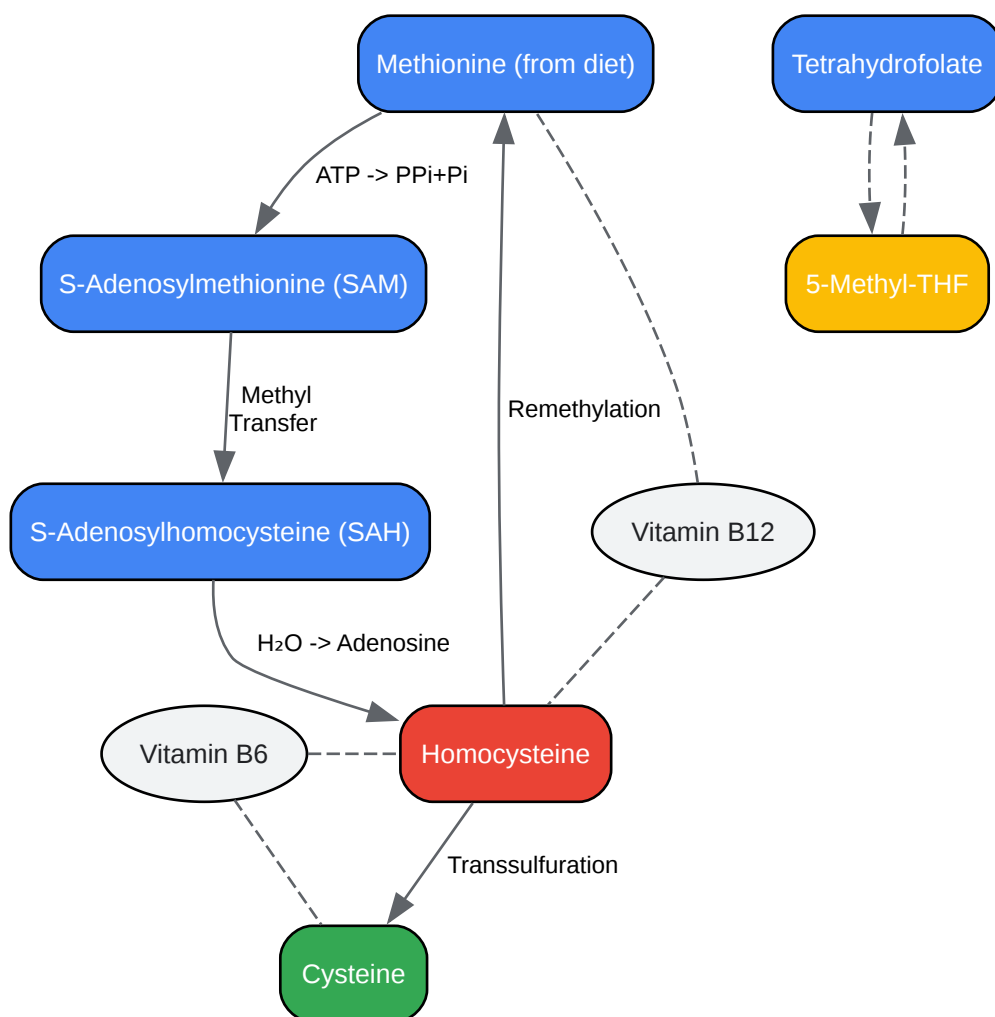 Methionine (from diet)
Tetrahydrofolate
ATP -> PPi+Pi
S-Adenosylmethionine (SAM)
5-Methyl-THF
Methyl
Transfer
Remethylation
S-Adenosylhomocysteine (SAH)
Vitamin B12
H₂O -> Adenosine
Vitamin B6
Homocysteine
Transsulfuration
Cysteine